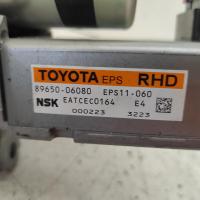 TOYOTA EPS RHD
89650-06080 EPS11-060
NSK EATCEC0164 E4
000223 3223